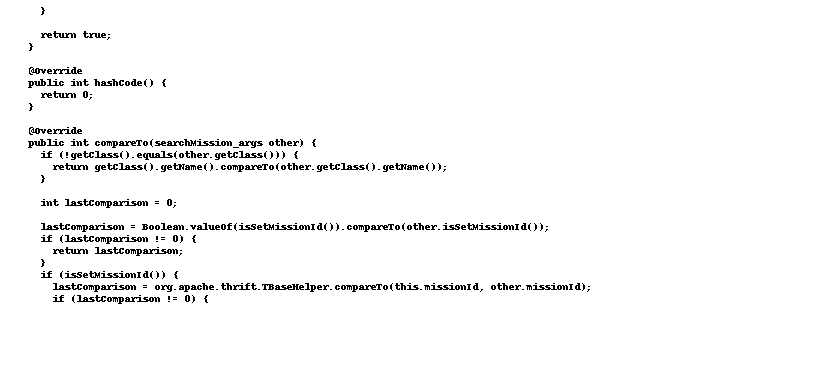 }
return true;
}
@Override
public int hashCode() {
return 0;
}
@Override
public int compareTo(searchMission_args other) {
if (!getClass().equals(other.getClass())) {
return getClass().getName().compareTo(other.getClass().getName());
}
int lastComparison = 0;
lastComparison = Boolean.valueOf(isSetMissionId()).compareTo(other.isSetMissionId());
if (lastComparison != 0) {
return lastComparison;
}
if (isSetMissionId()) {
lastComparison = org.apache.thrift.TBaseHelper.compareTo(this.missionId, other.missionId);
if (lastComparison != 0) {